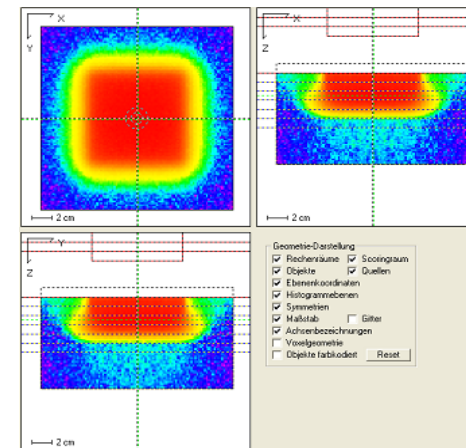 X
Y
2 cm
X
Z
2 cm
Y
Z
2 cm
Geometrie-Darstellung
Rechenräume Scoringraum
Objekte Quellen
Ebenenkoordinaten
Histogrammebenen
Symmetrien
Maßstab Gitter
Achsenbezeichnungen
Voxelgeometrie
Objekte farbkodiert Reset